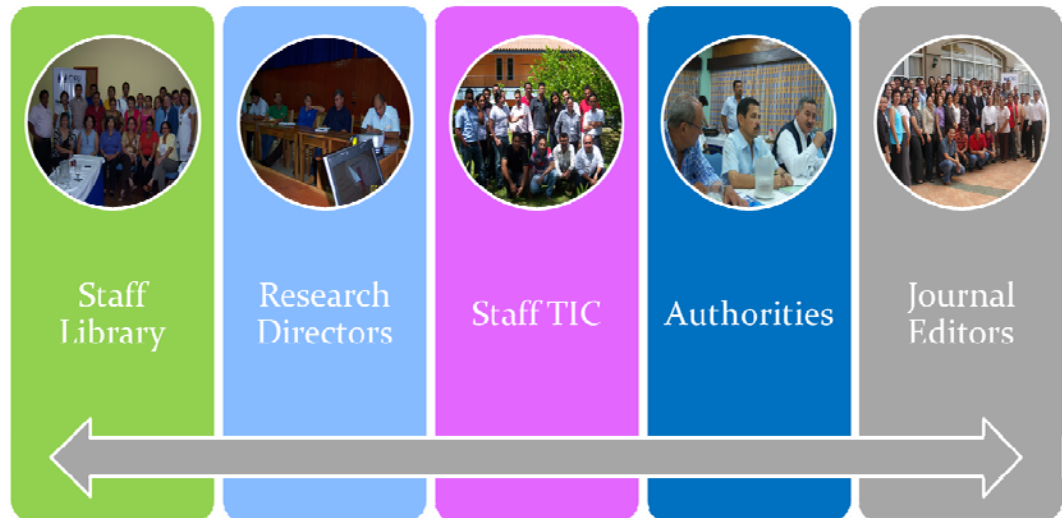 Staff
Library
Research
Directors
Staff TIC
Authorities
Journal
Editors